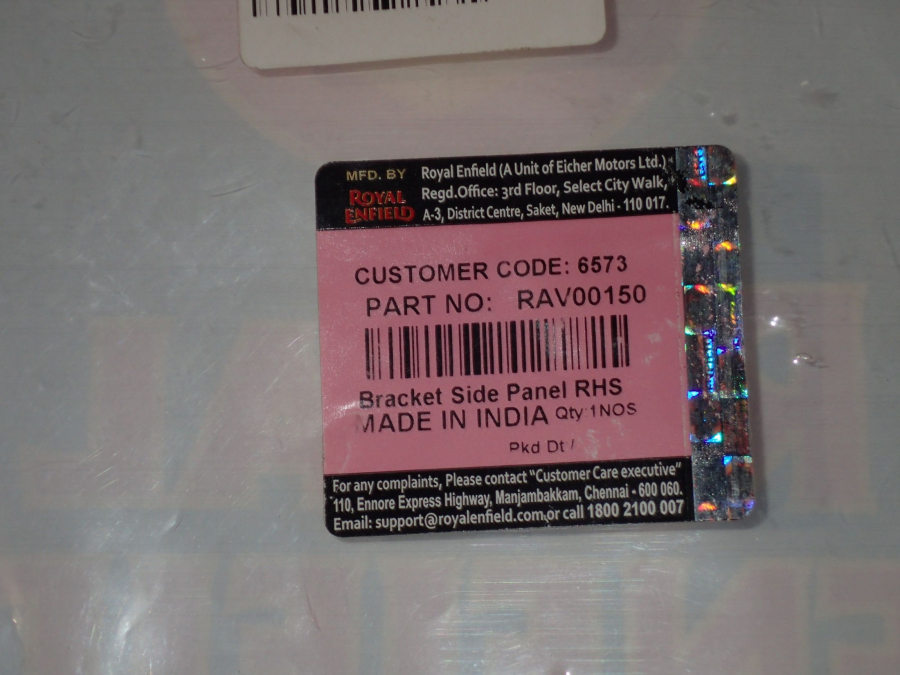 MFD. BY
ROYAL
ENFIELD
Royal Enfield (A Unit of Eicher Motors Ltd.)
Regd.Office: 3rd Floor, Select City Walk,
A-3, District Centre, Saket, New Delhi - 110 017.
CUSTOMER CODE: 6573
PART NO: RAV00150
Bracket Side Panel RHS
MADE IN INDIA Qty:1NOS
Pkd Dt /
For any complaints, Please contact "Customer Care executive"
110, Ennore Express Highway, Manjambakkam, Chennai - 600 060.
Email: support@royalenfield.com,or call 1800 2100 007